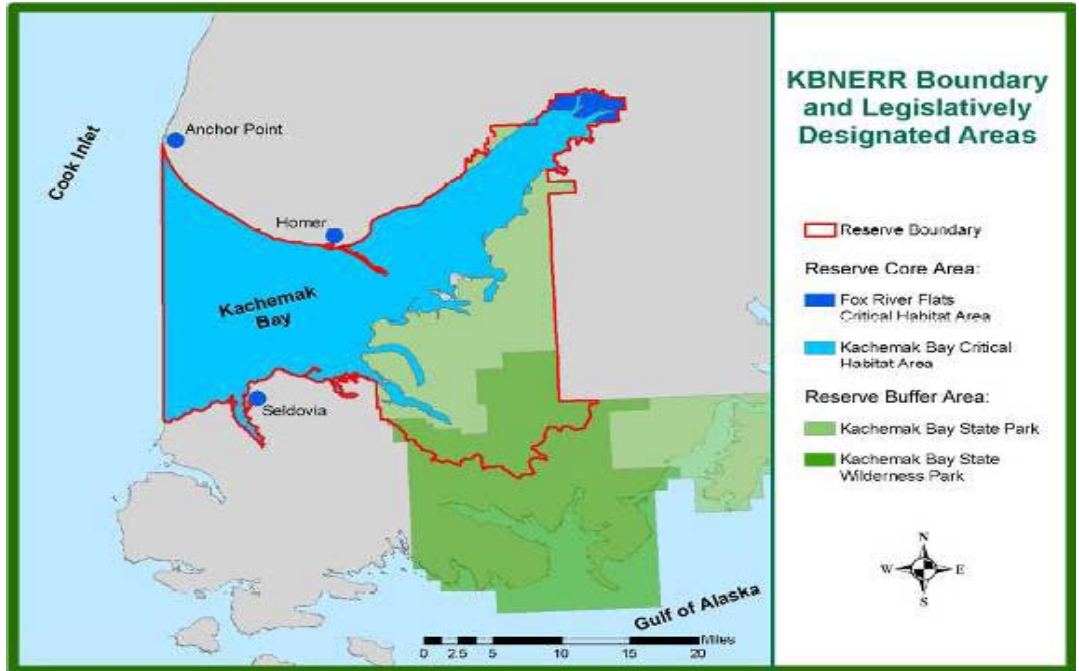 Cook Inlet
Anchor Point
Homer
Kachemak
Bay
Seldovia
Gulf of Alaska
Miles
0 2.5 5 10 15 20
KBNERR Boundary
and Legislatively
Designated Areas
Reserve Boundary
Reserve Core Area:
Fox River Flats
Critical Habitat Area
Kachemak Bay Critical
Habitat Area
Reserve Buffer Area:
Kachemak Bay State Park
Kachemak Bay State
Wilderness Park
N
W E
S